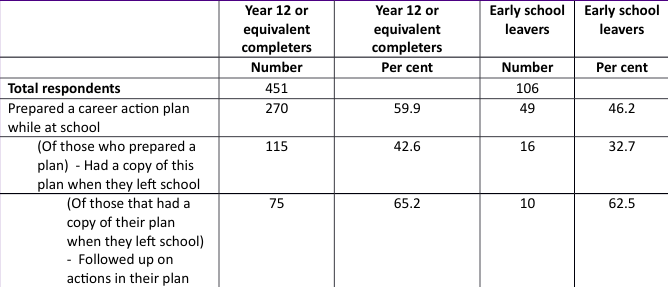 Year 12 or equivalent completers Year 12 or equivalent completers Early school leavers Early school leavers
Number Per cent Number Per cent
Total respondents 451 106
Prepared a career action plan 270 59.9 49 46.2
while at school
(Of those who prepared a 115 42.6 16 32.7
plan) - Had a copy of this
plan when they left school
(Of those that had a 75 65.2 10 62.5
copy of their plan
when they left school)
- Followed up on
actions in their plan